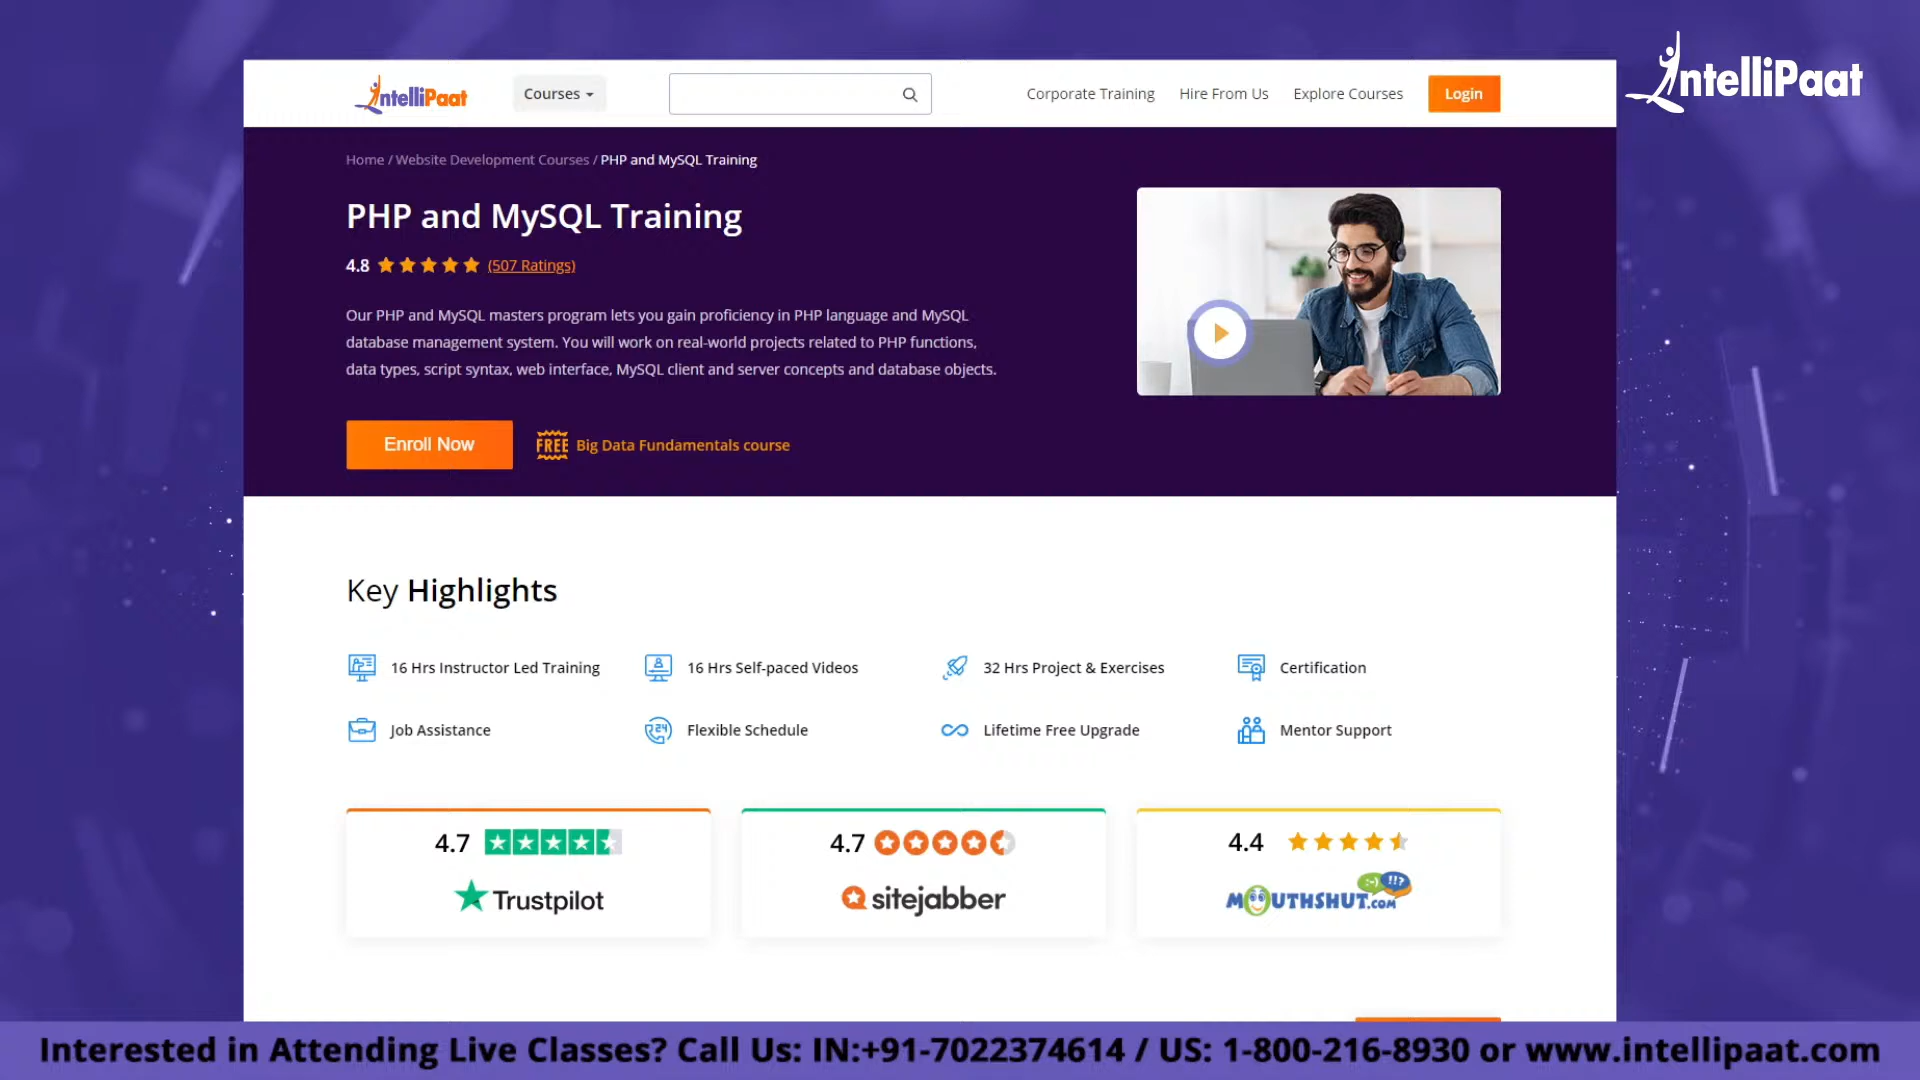 IntelliPaat
IntelliPaat
Courses
Corporate Training
Hire From Us
Explore Courses
Login
Home / Website Development Courses / PHP and MySQL Training
PHP and MySQL Training
4.8 (507 Ratings)
Our PHP and MySQL masters program lets you gain proficiency in PHP language and MySQL
database management system. You will work on real-world projects related to PHP functions,
data types, script syntax, web interface, MySQL client and server concepts and database objects.
Enroll Now
FREE Big Data Fundamentals course
Key Highlights
16 Hrs Instructor Led Training
16 Hrs Self-paced Videos
32 Hrs Project & Exercises
Certification
Job Assistance
24
Flexible Schedule
Lifetime Free Upgrade
Mentor Support
4.7
Trustpilot
4.7
sitejabber
4.4
:-) !!?
MOUTHSHUT.COM
Interested in Attending Live Classes? Call Us: IN:+91-7022374614 / US: 1-800-216-8930 or www.intellipaat.com